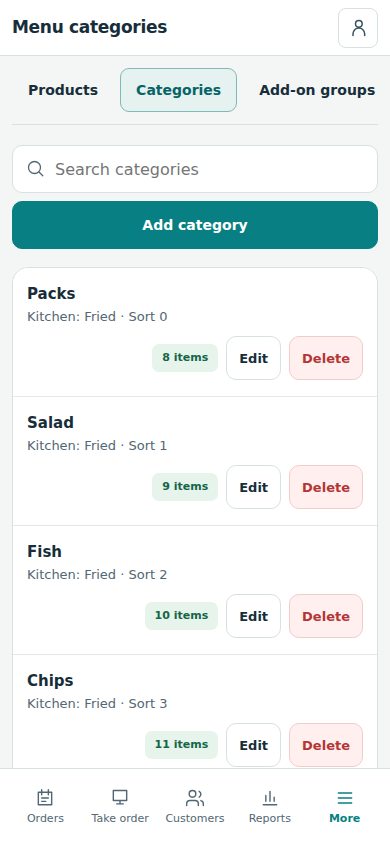 Menu categories
Products Categories Add-on groups
Search categories
Add category
Packs
Kitchen: Fried · Sort 0
8 items Edit Delete
Salad
Kitchen: Fried · Sort 1
9 items Edit Delete
Fish
Kitchen: Fried · Sort 2
10 items Edit Delete
Chips
Kitchen: Fried · Sort 3
11 items Edit Delete
Orders Take order Customers Reports More